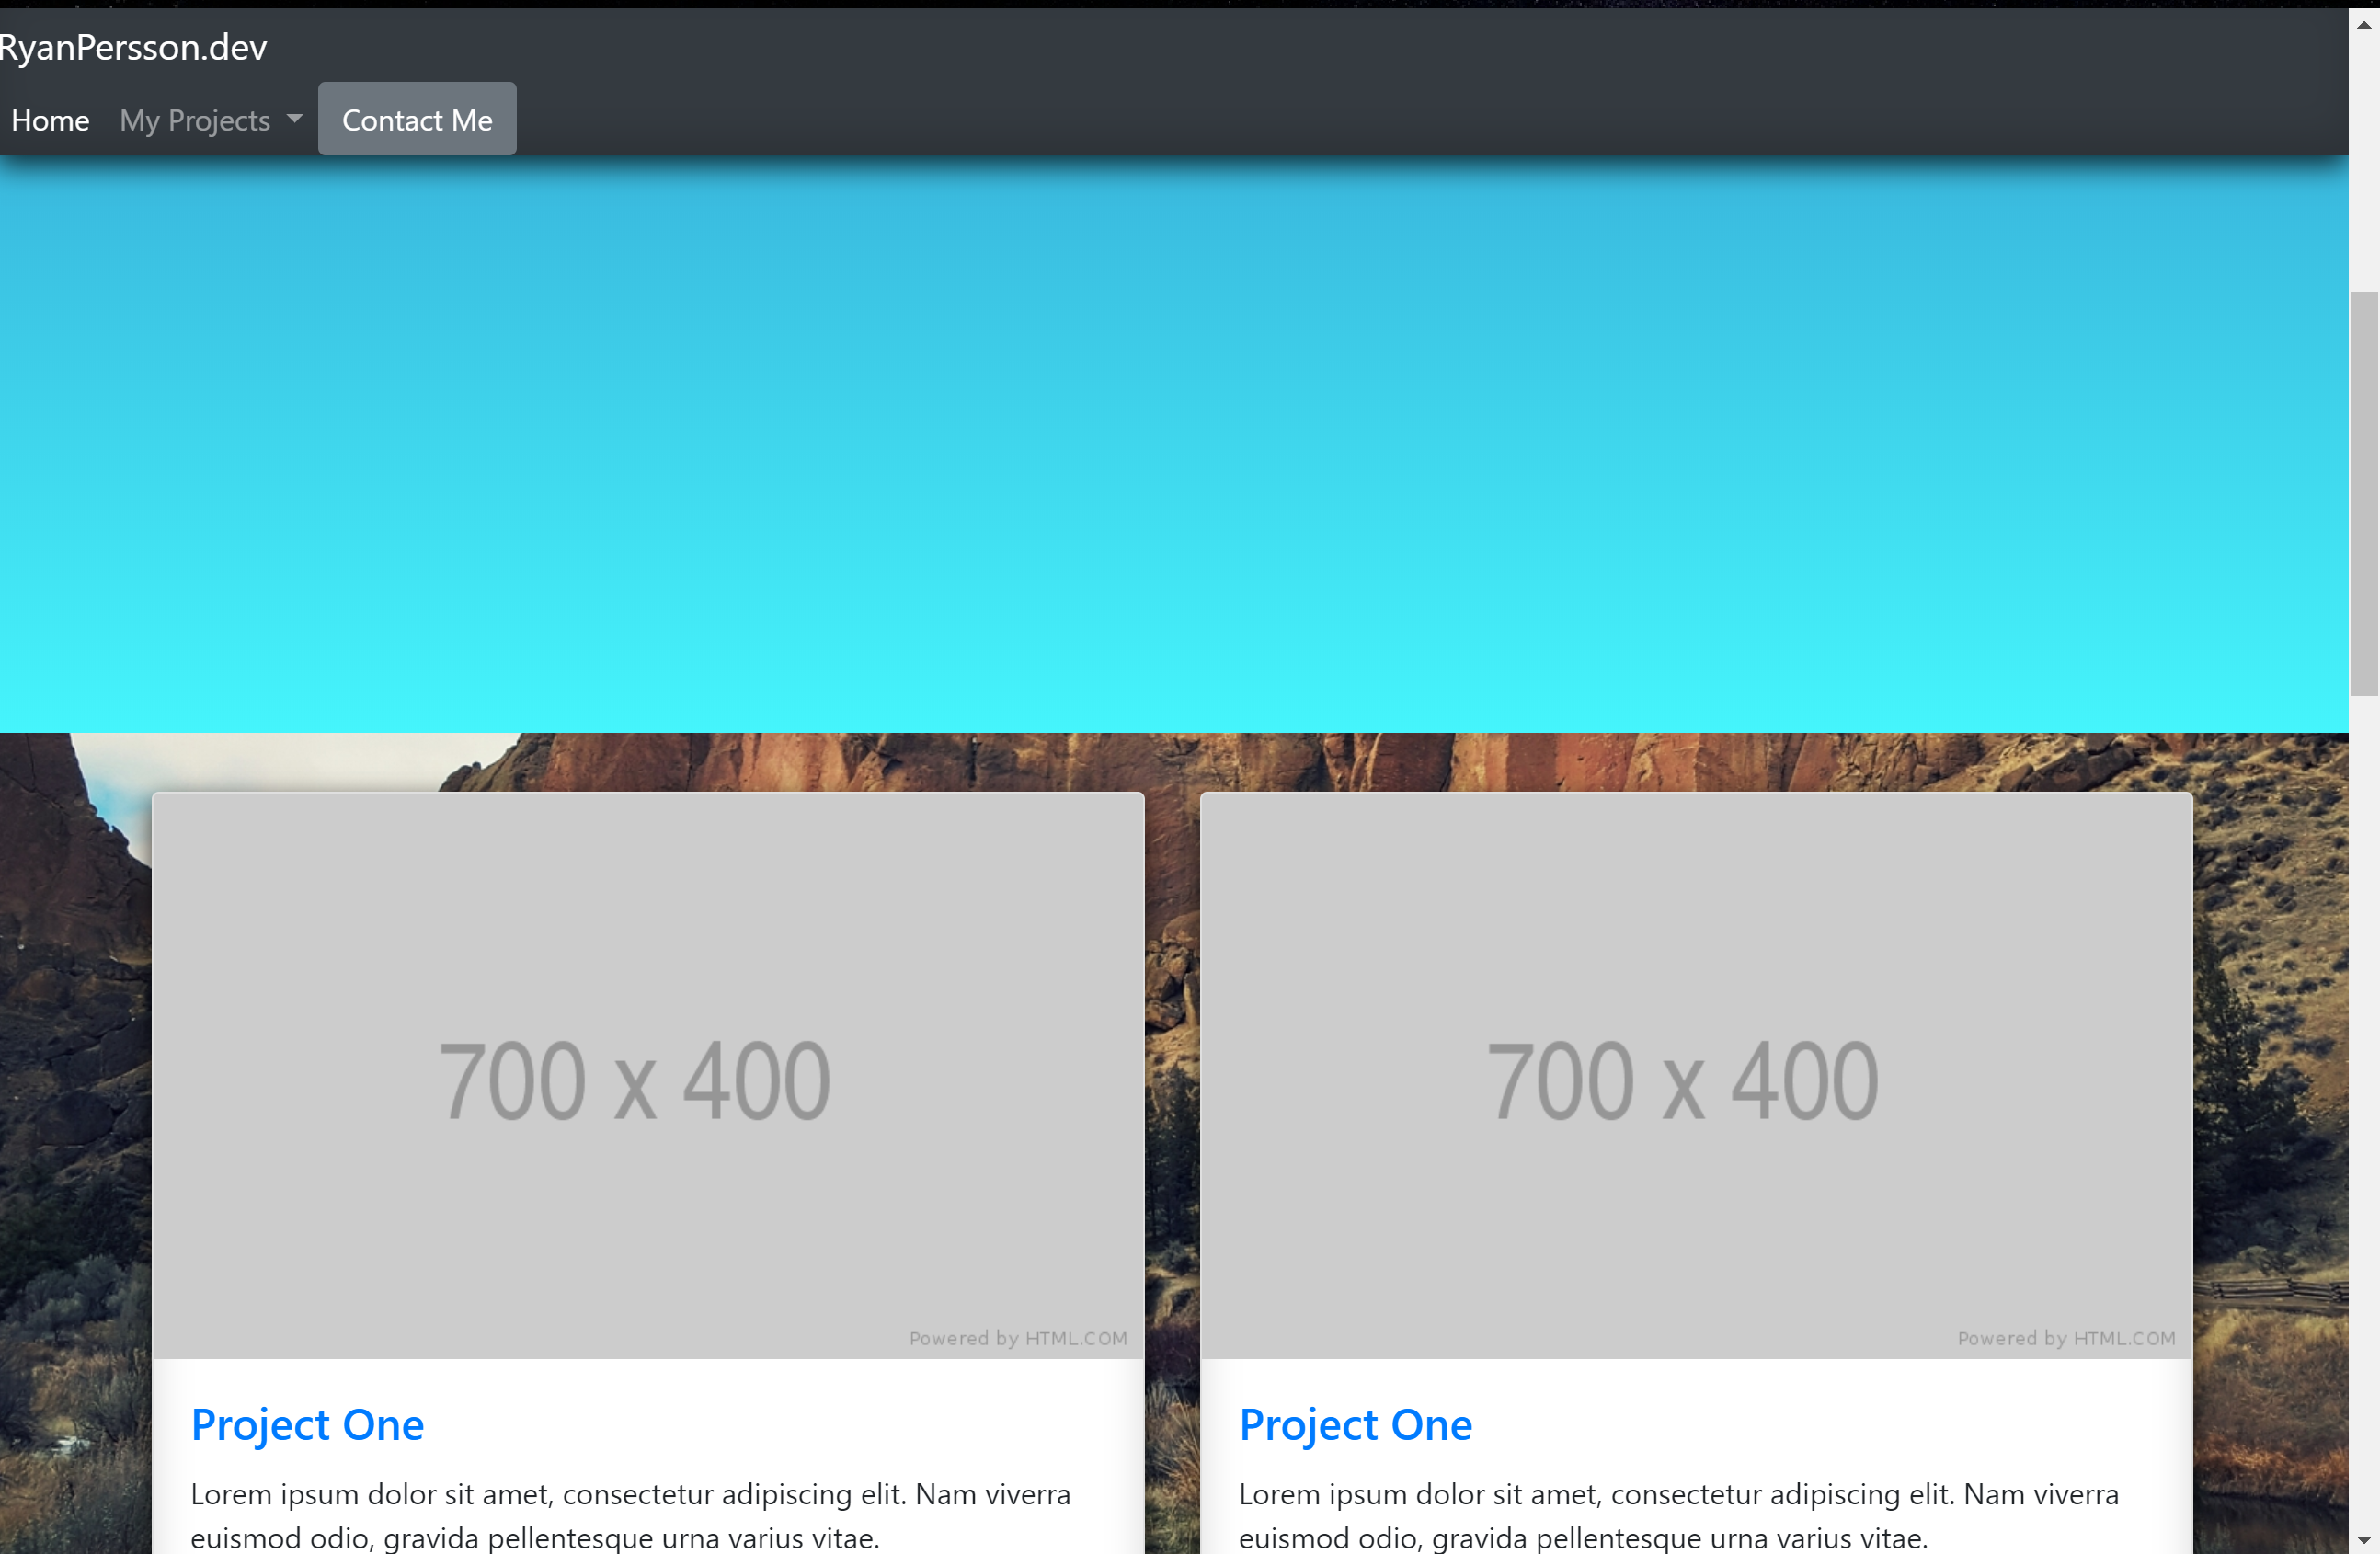 RyanPersson.dev
Home My Projects Contact Me
700 x 400
Powered by HTML.COM
Project One
Lorem ipsum dolor sit amet, consectetur adipiscing elit. Nam viverra
euismod odio, gravida pellentesque urna varius vitae.
700 x 400
Powered by HTML.COM
Project One
Lorem ipsum dolor sit amet, consectetur adipiscing elit. Nam viverra
euismod odio, gravida pellentesque urna varius vitae.